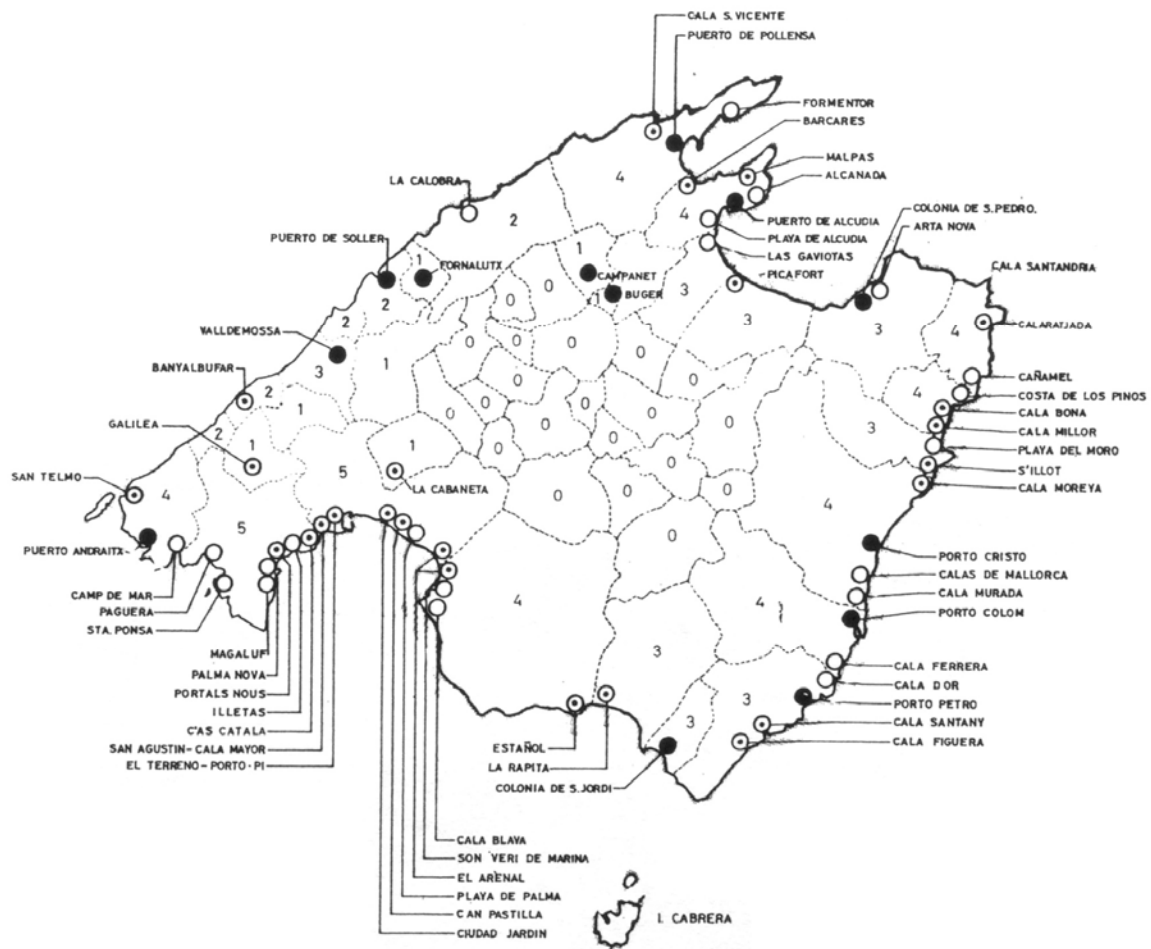 CALA S. VICENTE
PUERTO DE POLLENSA
FORMENTOR
BARCARES
MALPAS
4
LA CALOBRA
ALCANADA
COLONIA DE S. PEDRO.
2
4
PUERTO DE ALCUDIA
ARTA NOVA
PUERTO DE SOLLER
PLAYA DE ALCUDIA
1
1
LAS GAVIOTAS
CALA SANTANDRIA
FORNALUTX
CAMPANET
PICAFORT
0
3
1 BUGER
0
0
2
2
3
3
4
CALARATJADA
VALLDEMOSSA
0
0
0
0
1
3
0
CAÑAMEL
BANYALBUFAR
2
0
4
COSTA DE LOS PINOS
1
0
0
0
0
CALA BONA
GALILEA
2
0
0
0
3
CALA MILLOR
1
1
0
0
PLAYA DEL MORO
5
0
S'ILLOT
SAN TELMO
LA CABANETA
CALA MOREYA
4
0
0
0
4
5
0
PUERTO ANDRAITX
PORTO CRISTO
CALAS DE MALLORCA
CAMP DE MAR
CALA MURADA
PAGUERA
4
4
PORTO COLOM
STA. PONSA
MAGALUF
3
CALA FERRERA
PALMA NOVA
CALA D'OR
PORTALS NOUS
3
PORTO PETRO
ILLETAS
3
CALA SANTANY
C'AS CATALA
CALA FIGUERA
SAN AGUSTIN-CALA MAYOR
ESTAÑOL
EL TERRENO-PORTO-PI
LA RAPITA
COLONIA DE S. JORDI
CALA BLAVA
SON VERI DE MARINA
EL ARENAL
PLAYA DE PALMA
CAN PASTILLA
I. CABRERA
CIUDAD JARDIN